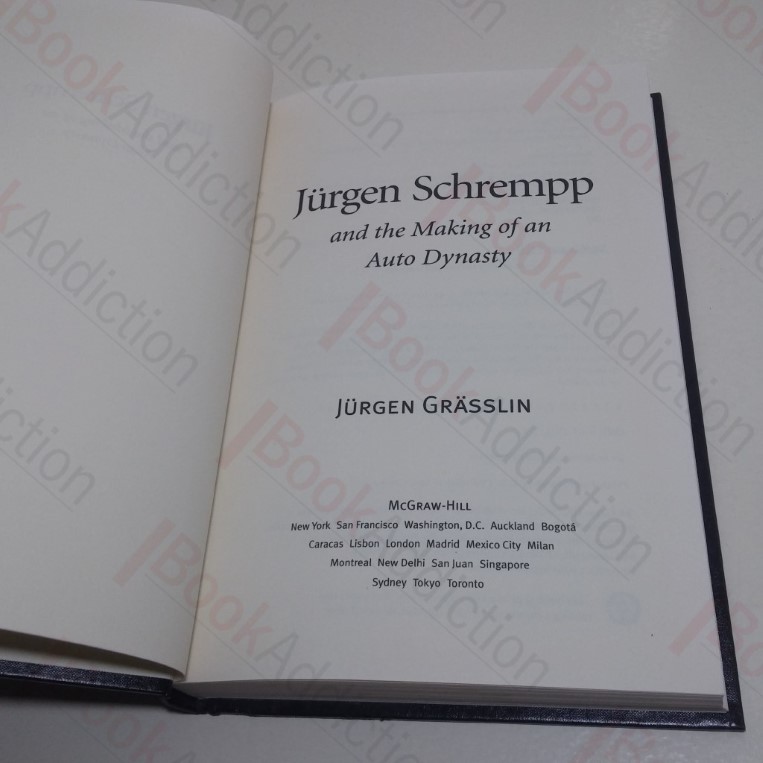 Jürgen Schrempp
and the Making of an
Auto Dynasty
JÜRGEN GRÄSSLIN
McGRAW-HILL
New York San Francisco Washington, D.C. Auckland Bogotá
Caracas Lisbon London Madrid Mexico City Milan
Montreal New Delhi San Juan Singapore
Sydney Tokyo Toronto
BookAddiction